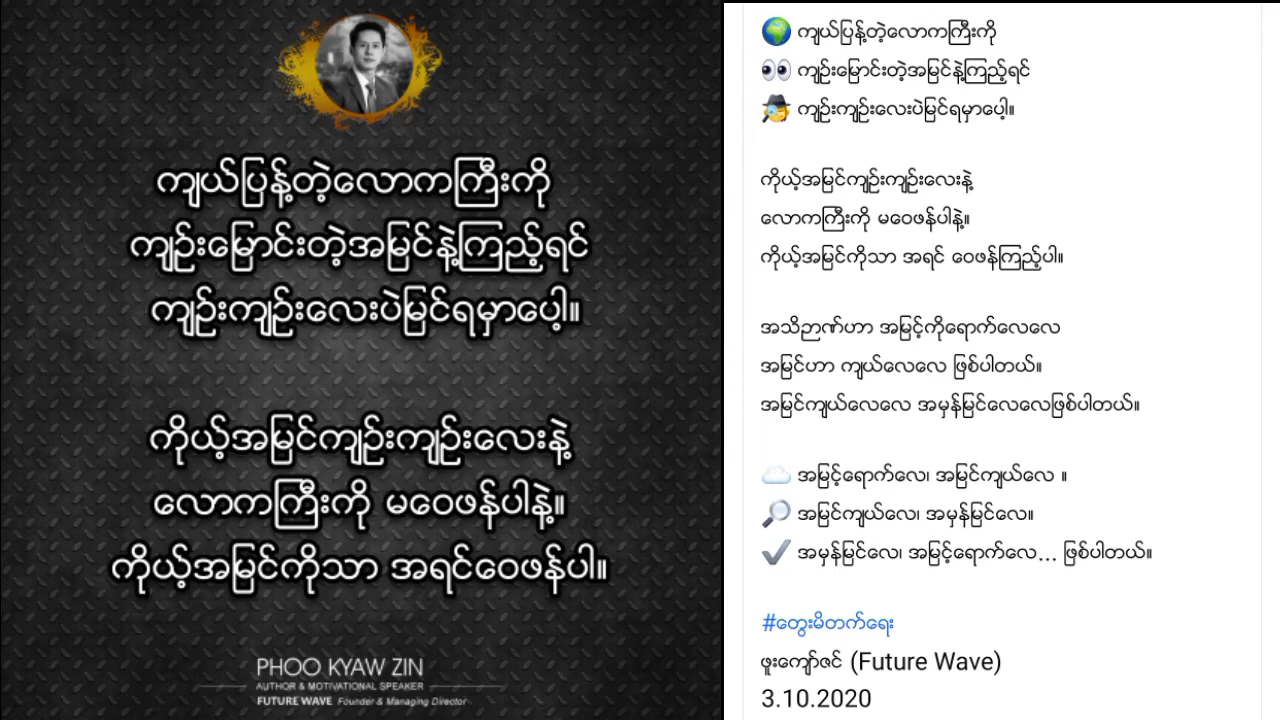 ကျယ်ပြန့်တဲ့လောကကြီးကို
ကျဉ်းမြောင်းတဲ့အမြင်နဲ့ကြည့်ရင်
ကျဉ်းကျဉ်းလေးပဲမြင်ရမှာပေါ့။
ကိုယ့်အမြင်ကျဉ်းကျဉ်းလေးနဲ့
လောကကြီးကို မဝေဖန်ပါနဲ့။
ကိုယ့်အမြင်ကိုသာ အရင်ဝေဖန်ပါ။
PHOO KYAW ZIN
AUTHOR & MOTIVATIONAL SPEAKER
FUTURE WAVE Founder & Managing Director
ကျယ်ပြန့်တဲ့လောကကြီးကို
ကျဉ်းမြောင်းတဲ့အမြင်နဲ့ကြည့်ရင်
ကျဉ်းကျဉ်းလေးပဲမြင်ရမှာပေါ့။
ကိုယ့်အမြင်ကျဉ်းကျဉ်းလေးနဲ့
လောကကြီးကို မဝေဖန်ပါနဲ့။
ကိုယ့်အမြင်ကိုသာ အရင် ဝေဖန်ကြည့်ပါ။
အသိဉာဏ်ဟာ အမြင့်ကိုရောက်လေလေ
အမြင်ဟာ ကျယ်လေလေ ဖြစ်ပါတယ်။
အမြင်ကျယ်လေလေ အမှန်မြင်လေလေဖြစ်ပါတယ်။
အမြင့်ရောက်လေ၊ အမြင်ကျယ်လေ ။
အမြင်ကျယ်လေ၊ အမှန်မြင်လေ။
အမှန်မြင်လေ၊ အမြင့်ရောက်လေ... ဖြစ်ပါတယ်။
#တွေးမိတက်ရေး
ဖူးကျော်ဇင် (Future Wave)
3.10.2020